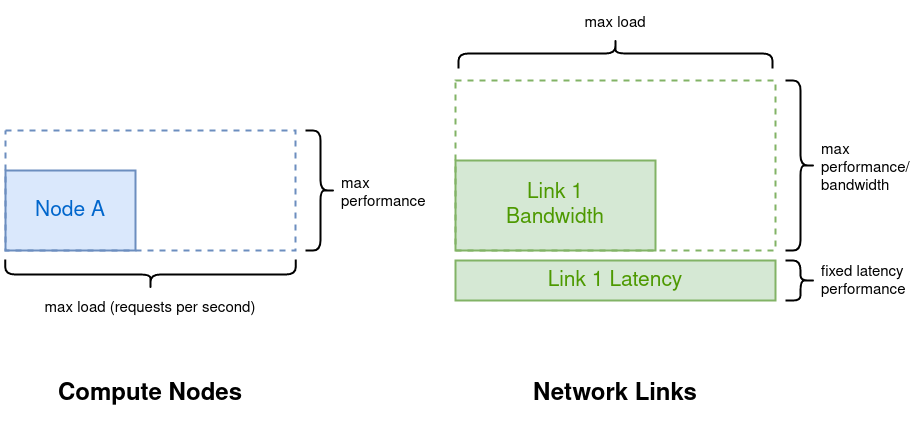 max load
max
performance/
bandwidth
max
performance
Node A
Link 1
Bandwidth
Link 1 Latency
fixed latency
performance
max load (requests per second)
Compute Nodes
Network Links